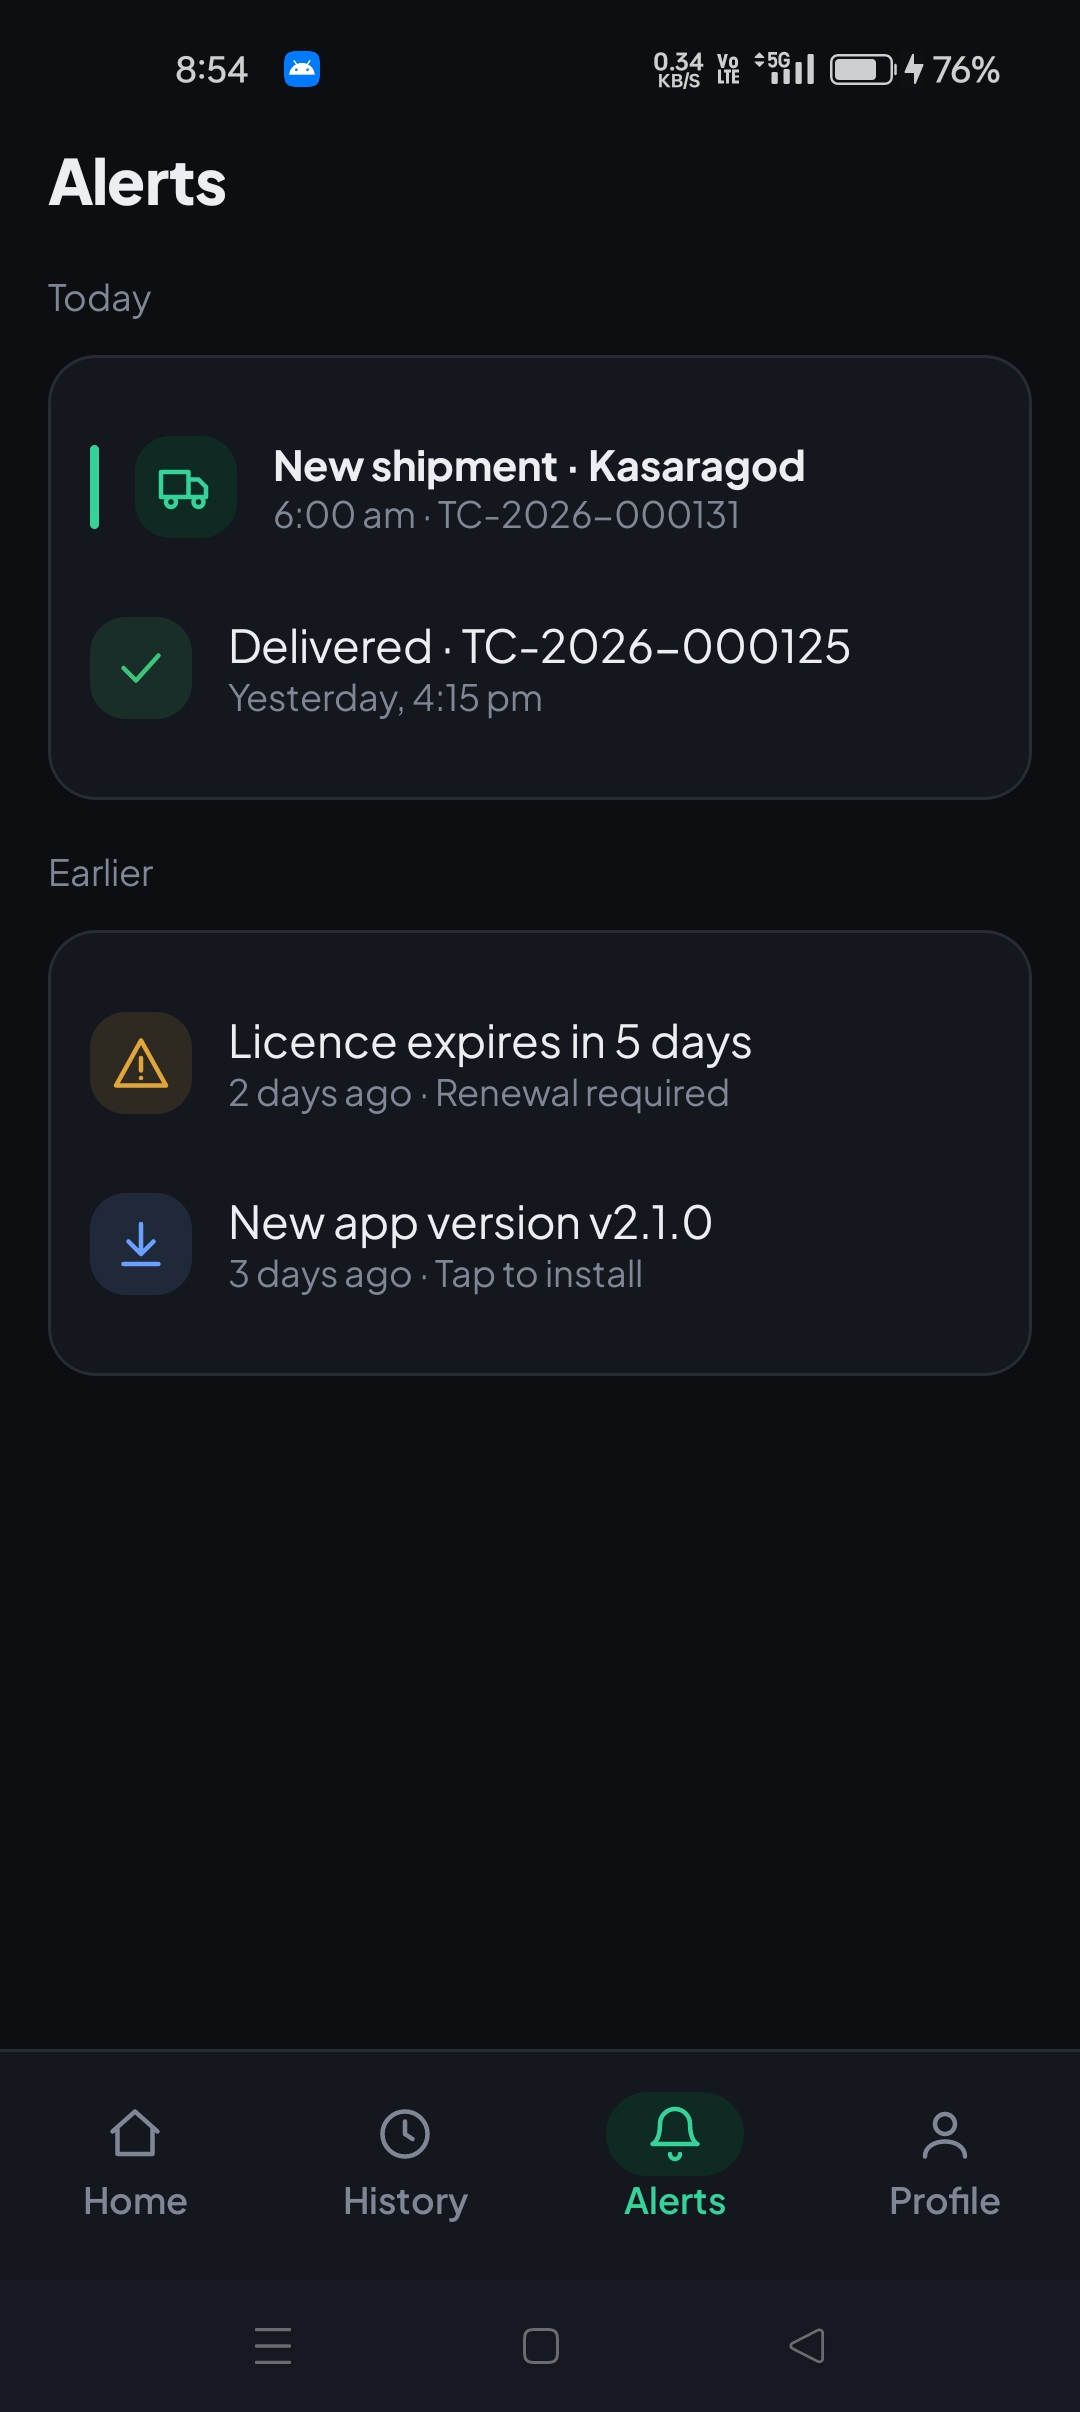 8:54
0.34
KB/S
Vo
LTE
5G
76%
Alerts
Today
New shipment · Kasaragod
6:00 am · TC-2026-000131
Delivered · TC-2026-000125
Yesterday, 4:15 pm
Earlier
Licence expires in 5 days
2 days ago · Renewal required
New app version v2.1.0
3 days ago · Tap to install
Home
History
Alerts
Profile